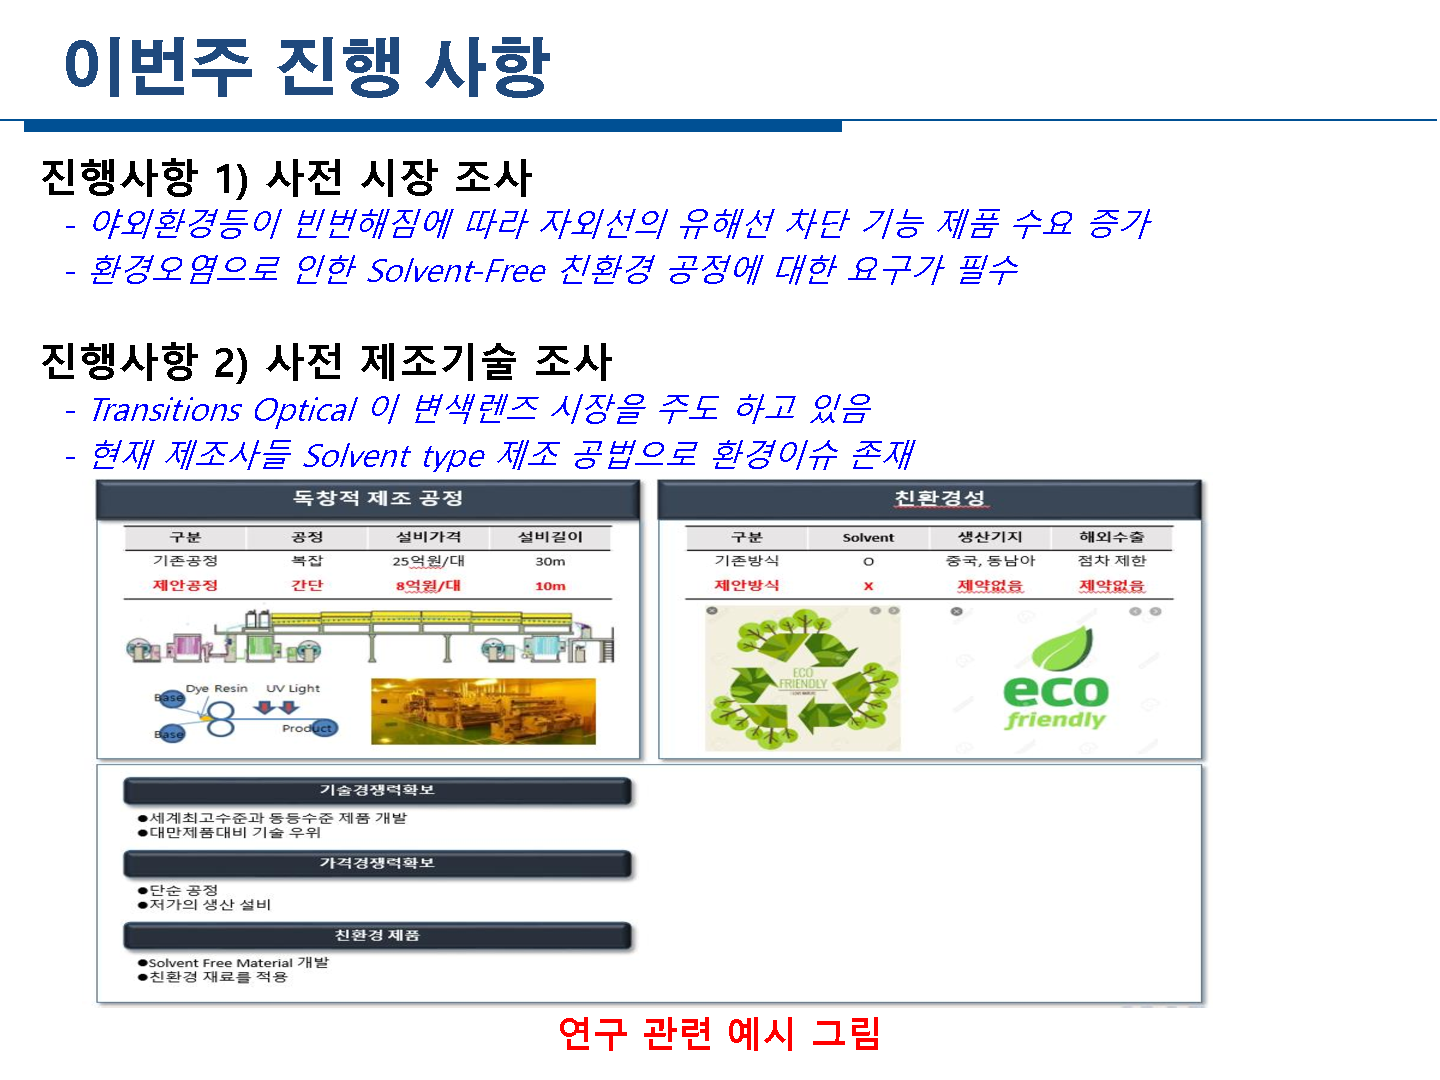 이번주 진행 사항
진행사항 1) 사전 시장 조사
- 야외환경등이 빈번해짐에 따라 자외선의 유해선 차단 기능 제품 수요 증가
- 환경오염으로 인한 Solvent-Free 친환경 공정에 대한 요구가 필수
진행사항 2) 사전 제조기술 조사
- Transitions Optical 이 변색렌즈 시장을 주도 하고 있음
- 현재 제조사들 Solvent type 제조 공법으로 환경이슈 존재
독창적 제조 공정
구분 공정 설비가격 설비길이
기존공정 복잡 25억원/대 30m
제안공정 간단 8억원/대 10m
Dye Resin UV Light
Base
Product
Base
친환경성
구분 Solvent 생산기지 해외수출
기존방식 O 중국, 동남아 점차 제한
제안방식 X 제약없음 제약없음
ECO
FRIENDLY
eco
friendly
기술경쟁력확보
●세계최고수준과 동등수준 제품 개발
●대만제품대비 기술 우위
가격경쟁력확보
●단순 공정
●저가의 생산 설비
친환경 제품
●Solvent Free Material 개발
●친환경 재료를 적용
연구 관련 예시 그림